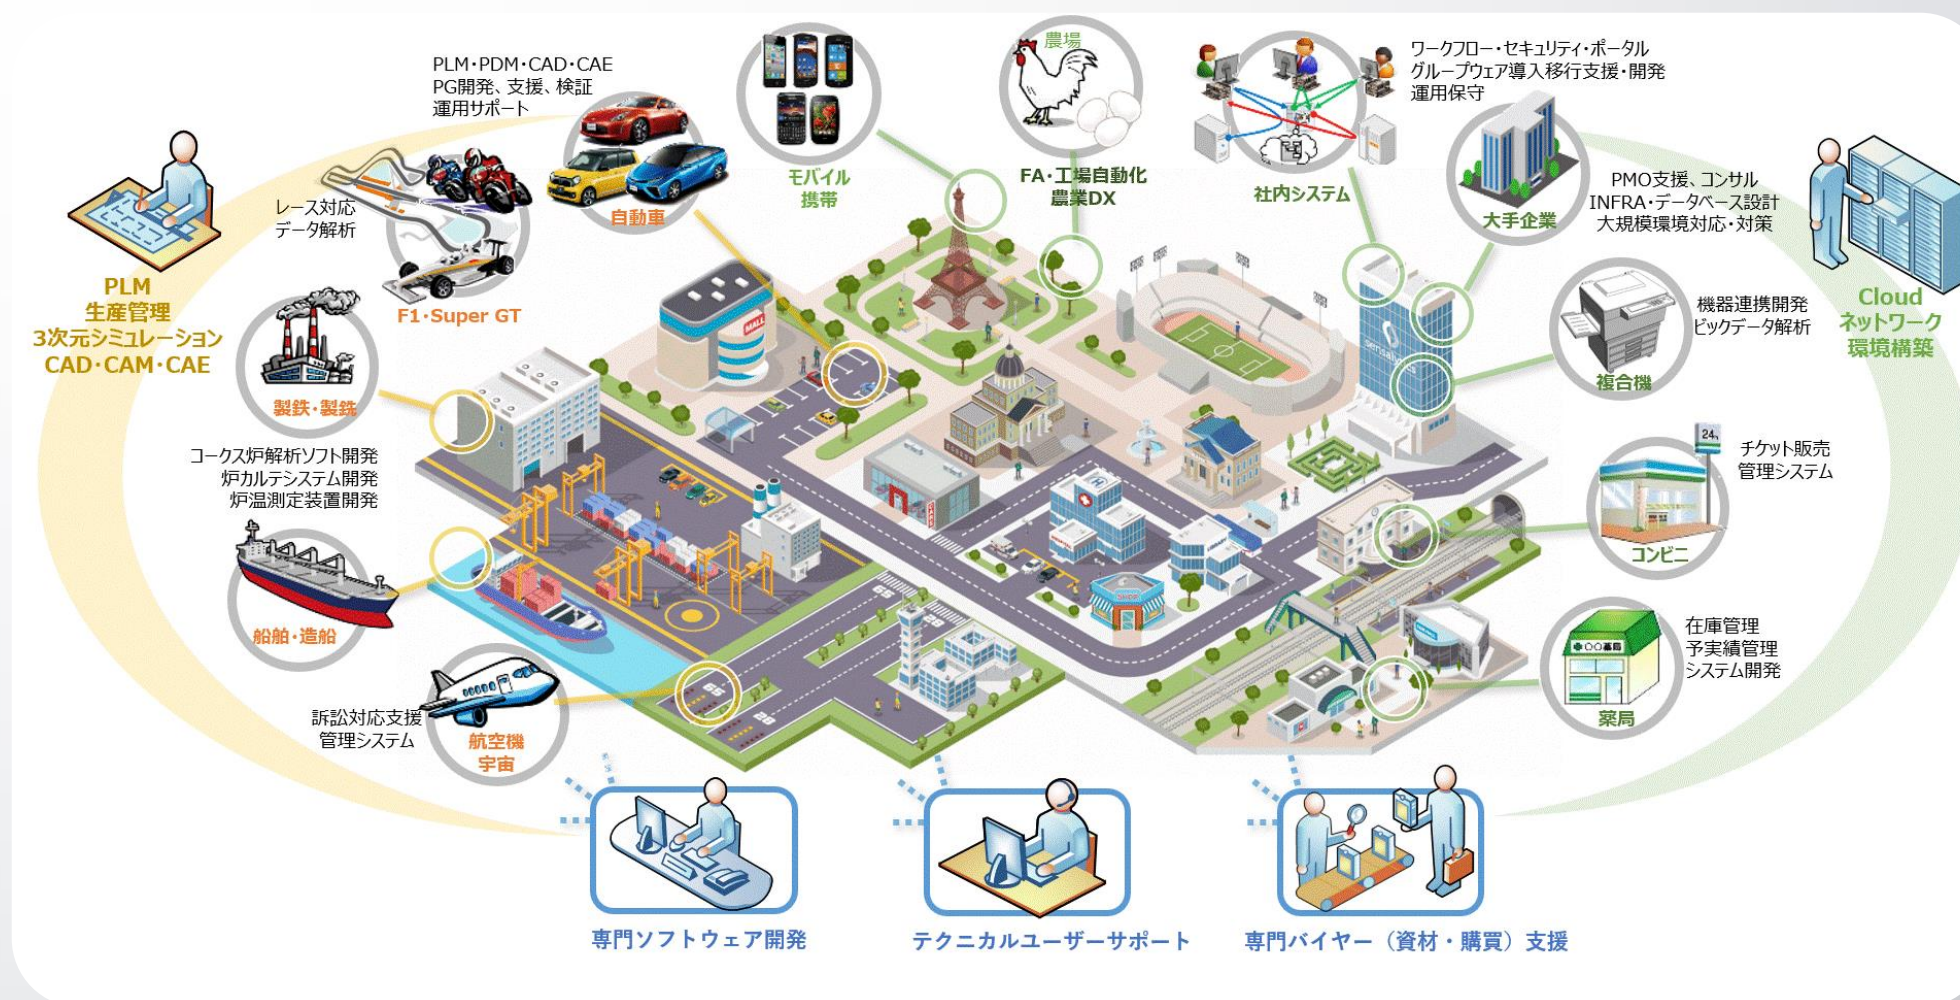 PLM・PDM・CAD・CAE
PG開発、支援、検証
運用サポート
自動車
レース対応
データ解析
F1・Super GT
PLM
生産管理
3次元シミュレーション
CAD・CAM・CAE
製鉄・製銑
コークス炉解析ソフト開発
炉カルテシステム開発
炉温測定装置開発
船舶・造船
訴訟対応支援
管理システム
航空機
宇宙
モバイル
携帯
農場
FA・工場自動化
農業DX
社内システム
ワークフロー・セキュリティ・ポータル
グループウェア導入移行支援・開発
運用保守
大手企業
PMO支援、コンサル
INFRA・データベース設計
大規模環境対応・対策
Cloud
ネットワーク
環境構築
機器連携開発
ビックデータ解析
複合機
24
チケット販売
管理システム
コンビニ
在庫管理
予実績管理
システム開発
〇〇薬局
薬局
MALL
SHOP
H
65
28
65
28
専門ソフトウェア開発
テクニカルユーザーサポート
専門バイヤー（資材・購買）支援